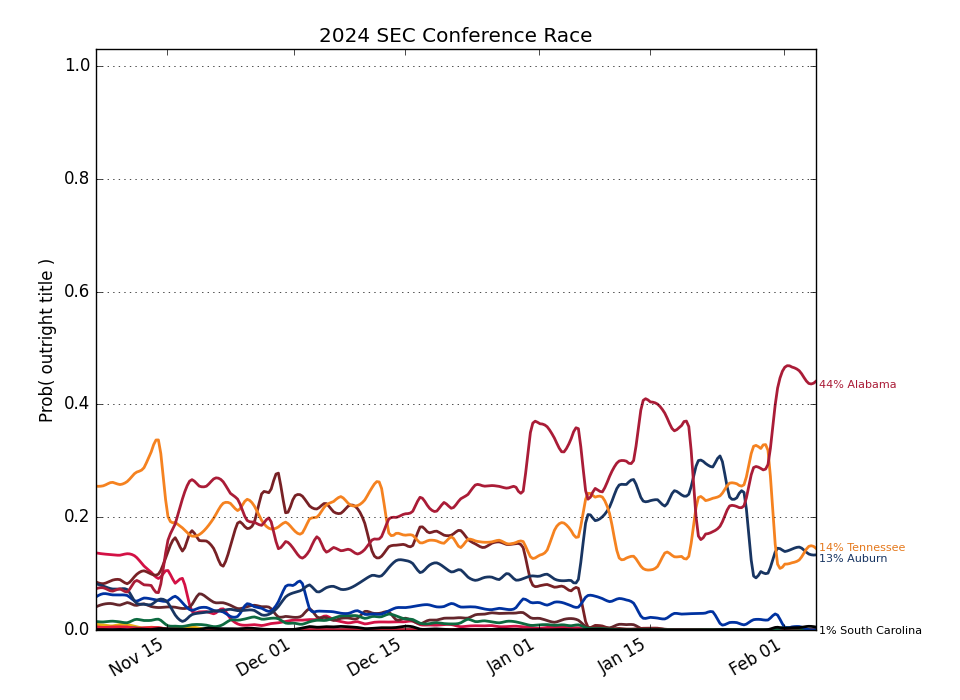 2024 SEC Conference Race
Prob( outright title )
1.0
0.8
0.6
0.4
0.2
0.0
44% Alabama
14% Tennessee
13% Auburn
1% South Carolina
Nov 15
Dec 01
Dec 15
Jan 01
Jan 15
Feb 01